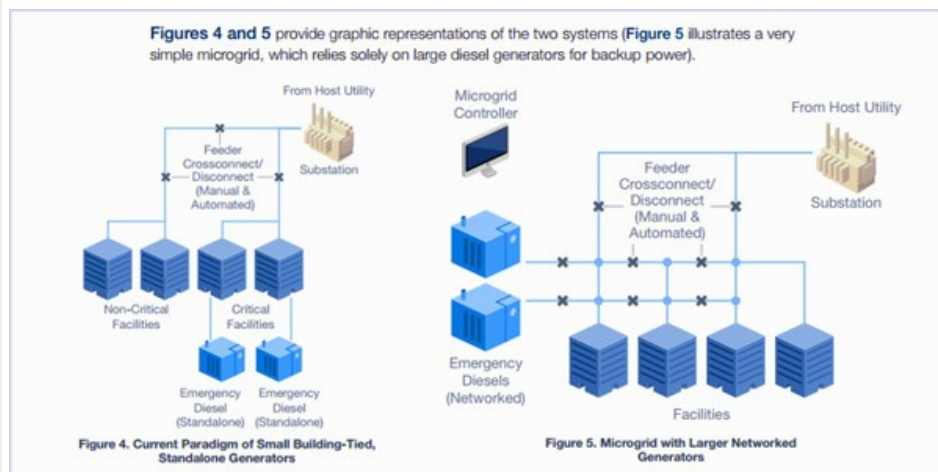 Figures 4 and 5 provide graphic representations of the two systems (Figure 5 illustrates a very
simple microgrid, which relies solely on large diesel generators for backup power).
From Host Utility
Feeder
Crossconnect/
Disconnect
(Manual &
Automated)
Substation
Non-Critical
Facilities
Critical
Facilities
Emergency
Diesel
(Standalone)
Emergency
Diesel
(Standalone)
Figure 4. Current Paradigm of Small Building-Tied,
Standalone Generators
Microgrid
Controller
From Host Utility
Feeder
Crossconnect/
Disconnect
(Manual &
Automated)
Substation
Emergency
Diesels
(Networked)
Facilities
Figure 5. Microgrid with Larger Networked
Generators